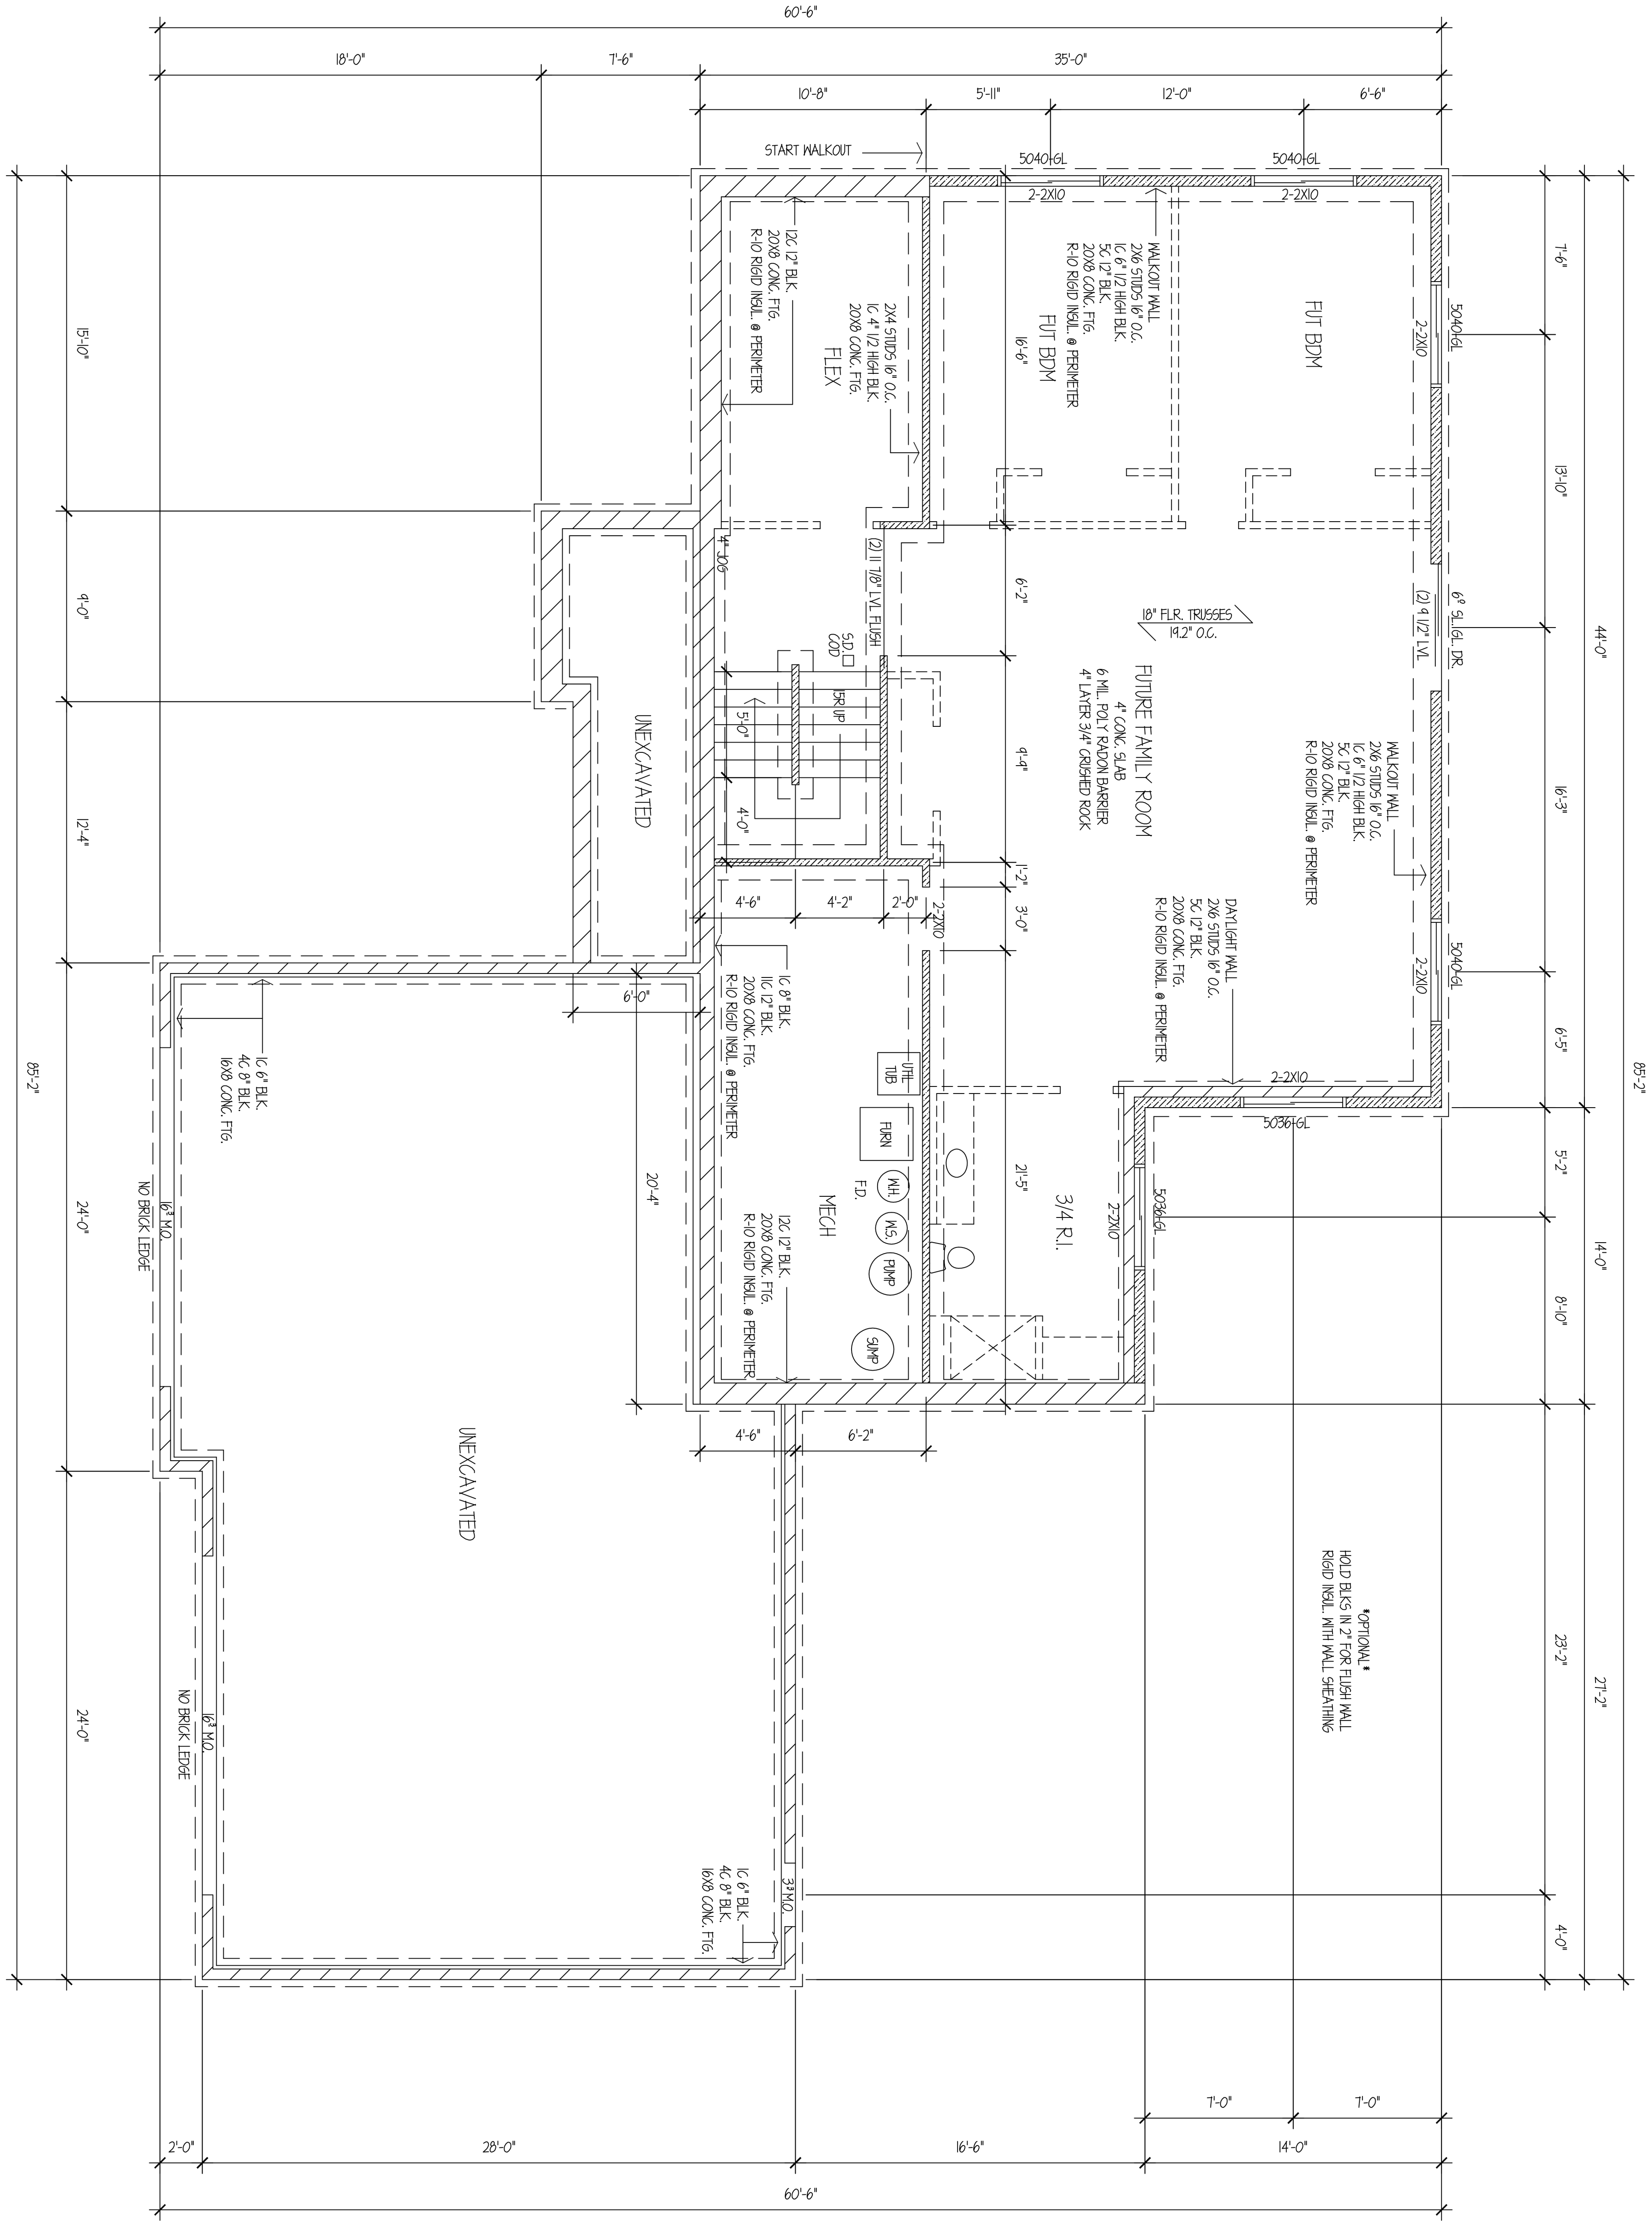 60'-6"
18'-0"
7'-6"
35'-0"
10'-8"
5'-11"
12'-0"
6'-6"
START WALKOUT
5040-GL
5040-GL
2-2X10
2-2X10
12C 12" BLK.
20X8 CONC. FTG.
R-10 RIGID INSUL. @ PERIMETER
2X4 STUDS 16" O.C.
1C 4" 1/2 HIGH BLK.
20X8 CONC. FTG.
FLEX
WALKOUT WALL
2X6 STUDS 16" O.C.
1C 6" 1/2 HIGH BLK.
5C 12" BLK.
20X8 CONC. FTG.
R-10 RIGID INSUL. @ PERIMETER
FUT BDM
16'-6"
FUT BDM
5040-GL
2-2X10
7'-6"
13'-10"
15'-10"
4" JOG
(2) 11 7/8" LVL FLUSH
6'-2"
18" FLR. TRUSSES
19.2" O.C.
6⁰ SL. GL. DR.
(2) 9 1/2" LVL
44'-0"
9'-0"
S.D.
COD
15R UP
5'-0"
4'-0"
UNEXCAVATED
FUTURE FAMILY ROOM
4" CONC. SLAB
6 MIL. POLY RADON BARRIER
4" LAYER 3/4" CRUSHED ROCK
9'-9"
WALKOUT WALL
2X6 STUDS 16" O.C.
1C 6" 1/2 HIGH BLK.
5C 12" BLK.
20X8 CONC. FTG.
R-10 RIGID INSUL. @ PERIMETER
16'-3"
12'-4"
1'-2"
3'-0"
4'-6"
4'-2"
2'-0"
2-2X10
DAYLIGHT WALL
2X6 STUDS 16" O.C.
5C 12" BLK.
20X8 CONC. FTG.
R-10 RIGID INSUL. @ PERIMETER
5040-GL
2-2X10
6'-5"
85'-2"
85'-2"
6'-0"
1C 8" BLK.
11C 12" BLK.
20X8 CONC. FTG.
R-10 RIGID INSUL. @ PERIMETER
1C 6" BLK.
4C 8" BLK.
16X8 CONC. FTG.
UTIL
TUB
FURN
W.H.
W.S.
PUMP
SUMP
F.D.
MECH
2-2X10
5036-GL
5036-GL
2-2X10
3/4 R.I.
21'-5"
5'-2"
8'-10"
14'-0"
20'-4"
12C 12" BLK.
20X8 CONC. FTG.
R-10 RIGID INSUL. @ PERIMETER
24'-0"
NO BRICK LEDGE
M.O.
4'-6"
6'-2"
UNEXCAVATED
*OPTIONAL*
HOLD BLKS IN 2" FOR FLUSH WALL
RIGID INSUL. WITH WALL SHEATHING
23'-2"
27'-2"
24'-0"
NO BRICK LEDGE
M.O.
1C 6" BLK.
4C 8" BLK.
16X8 CONC. FTG.
M.O.
4'-0"
7'-0"
7'-0"
2'-0"
28'-0"
16'-6"
14'-0"
60'-6"